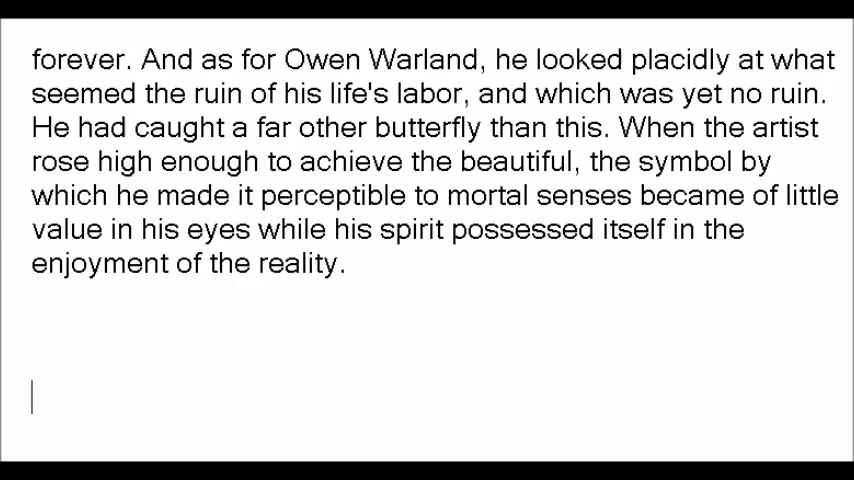 forever. And as for Owen Warland, he looked placidly at what
seemed the ruin of his life's labor, and which was yet no ruin.
He had caught a far other butterfly than this. When the artist
rose high enough to achieve the beautiful, the symbol by
which he made it perceptible to mortal senses became of little
value in his eyes while his spirit possessed itself in the
enjoyment of the reality.